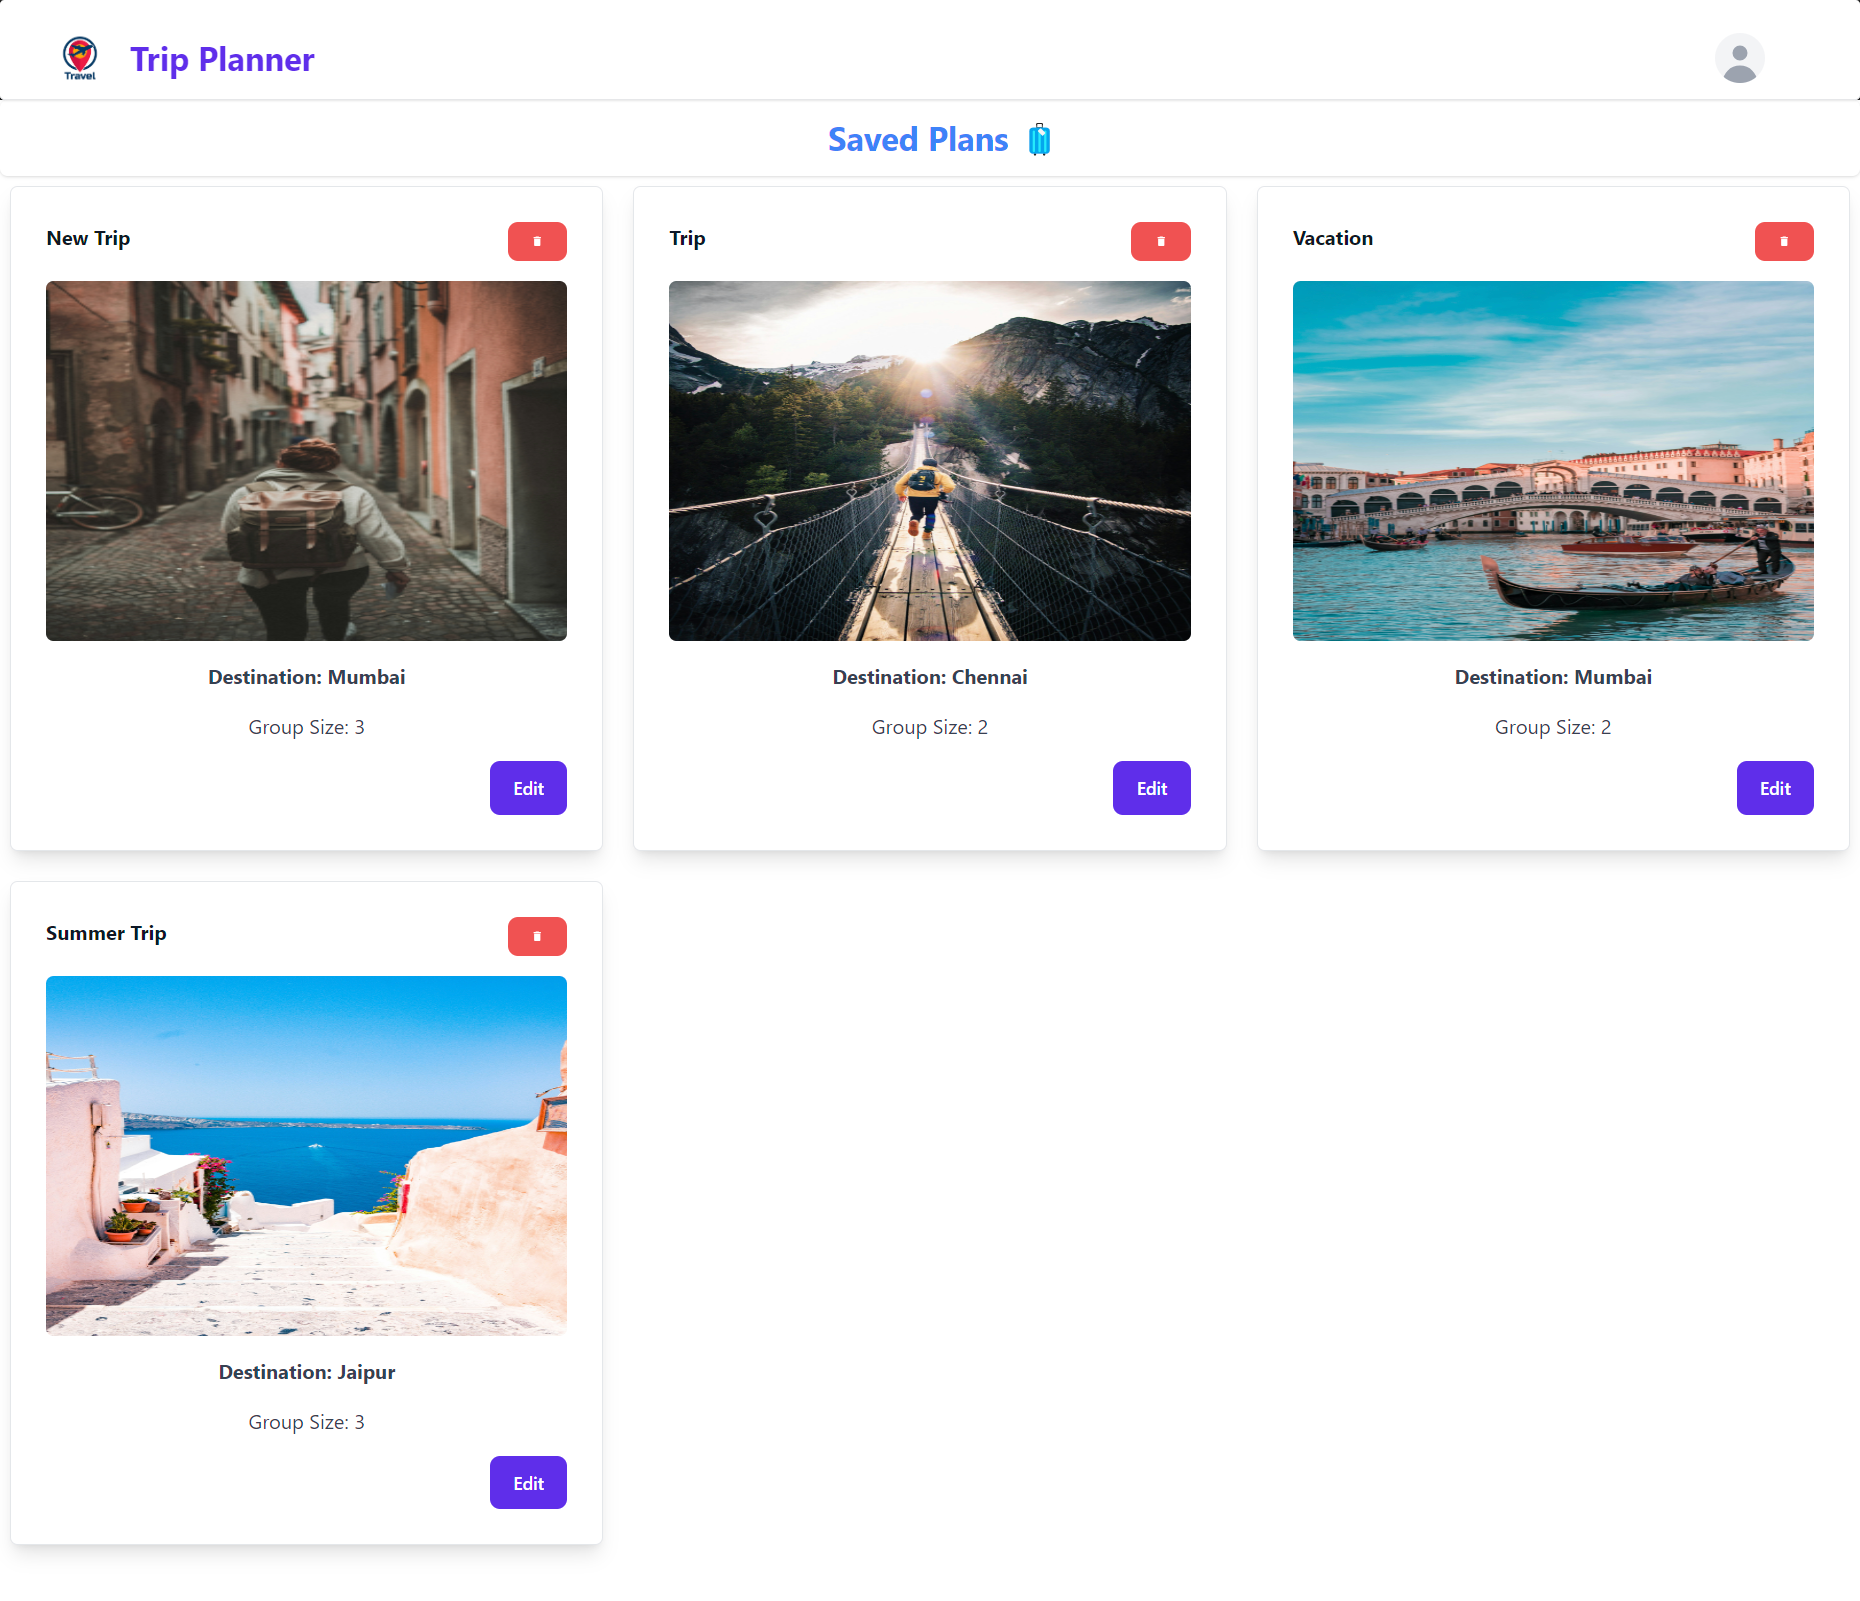 Travel
Trip Planner
Saved Plans
New Trip
Destination: Mumbai
Group Size: 3
Edit
Trip
Destination: Chennai
Group Size: 2
Edit
Vacation
Destination: Mumbai
Group Size: 2
Edit
Summer Trip
Destination: Jaipur
Group Size: 3
Edit